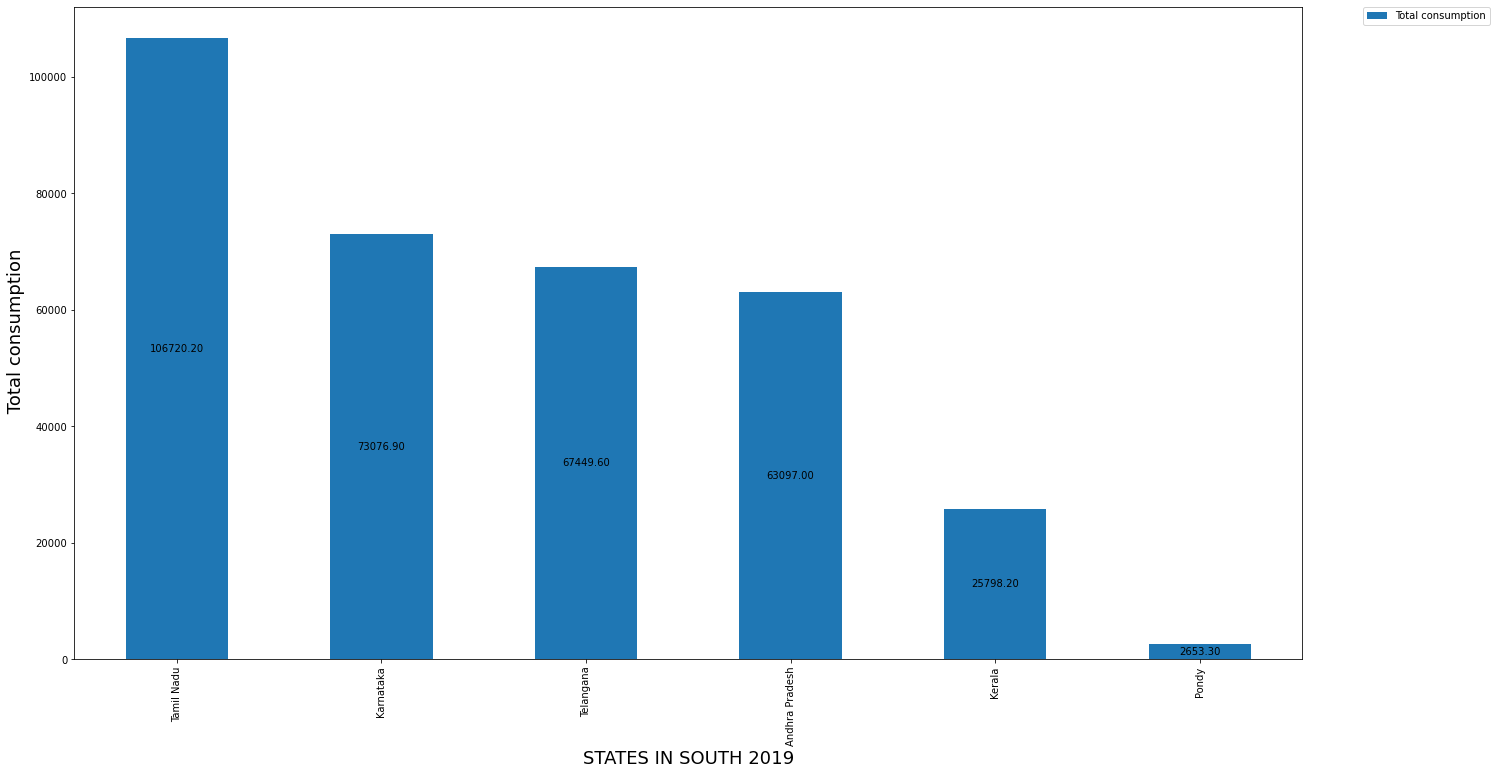 Total consumption
100000
80000
60000
40000
20000
0
Total consumption
106720.20
73076.90
67449.60
63097.00
25798.20
2653.30
Tamil Nadu
Karnataka
Telangana
Andhra Pradesh
Kerala
Pondy
STATES IN SOUTH 2019